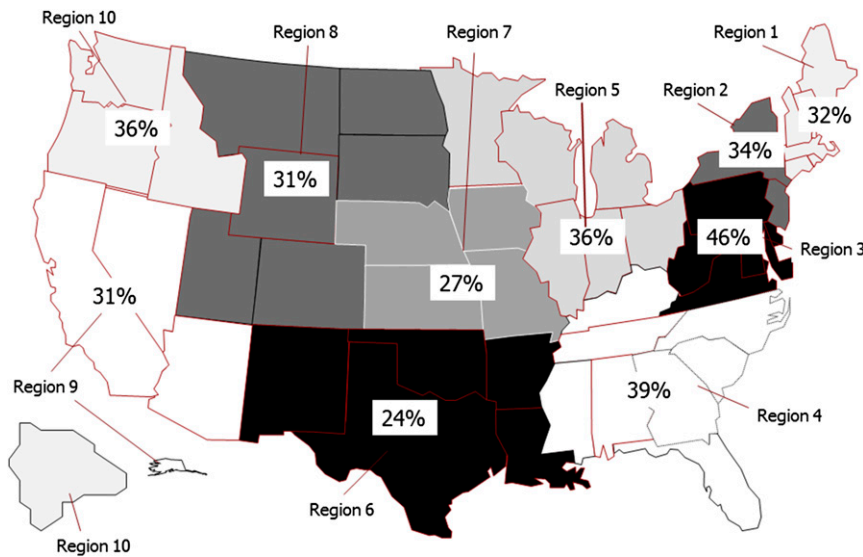 Region 10
Region 8
Region 7
Region 1
Region 5
Region 2
32%
36%
34%
31%
36%
46%
Region 3
27%
31%
Region 9
39%
24%
Region 4
Region 6
Region 10